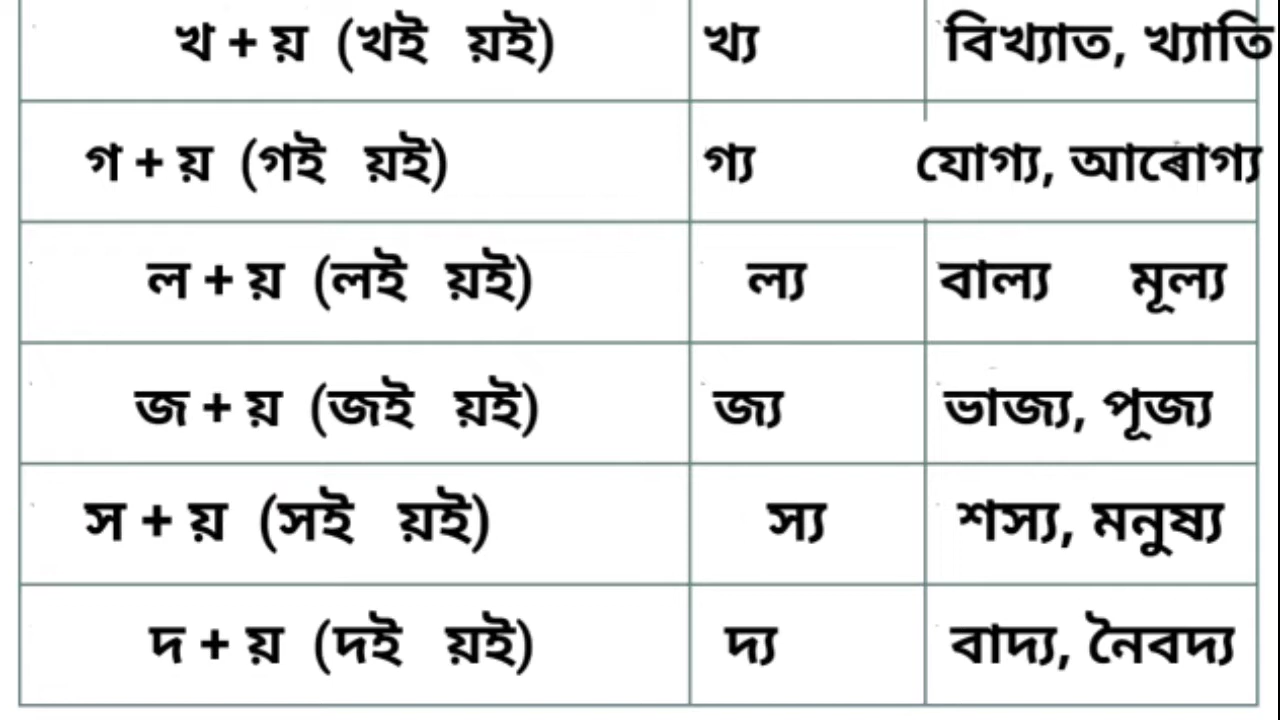 খ + য় (খই য়ই) খ্য বিখ্যাত, খ্যাতি
গ + য় (গই য়ই) গ্য যোগ্য, আৰোগ্য
ল + য় (লই য়ই) ল্য বাল্য মূল্য
জ + য় (জই য়ই) জ্য ভাজ্য, পূজ্য
স + য় (সই য়ই) স্য শস্য, মনুষ্য
দ + য় (দই য়ই) দ্য বাদ্য, নৈবদ্য